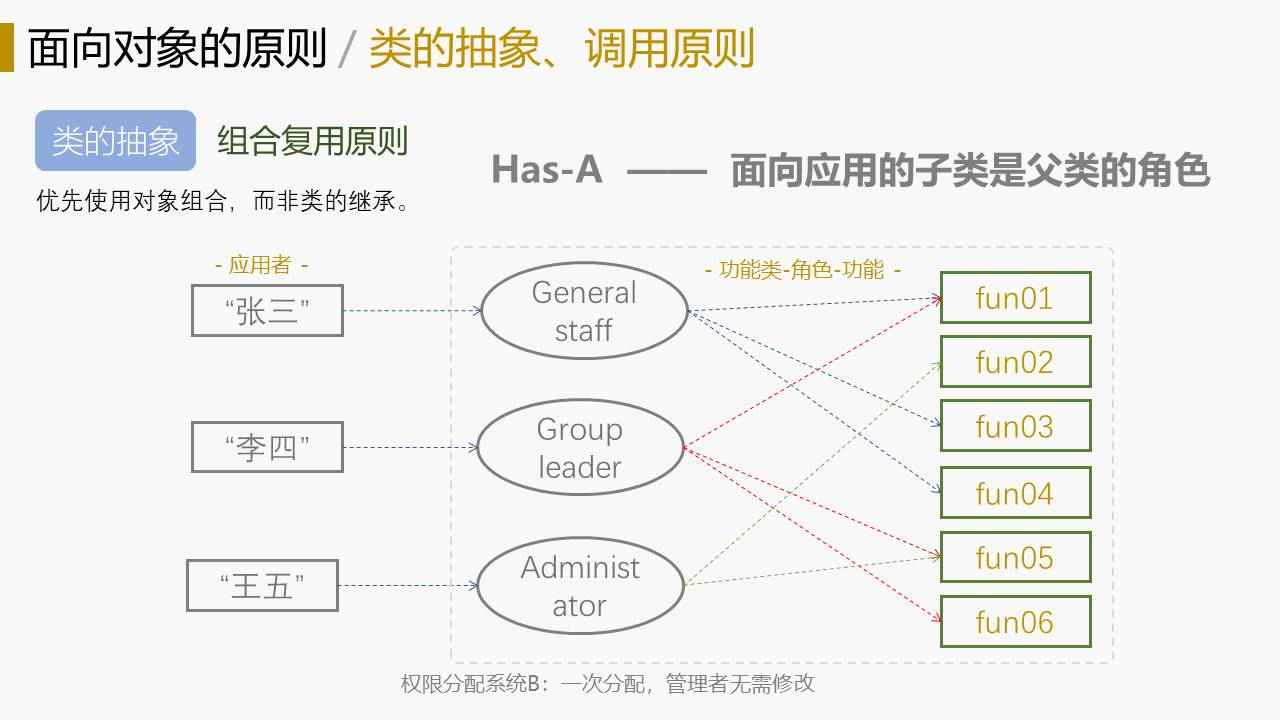 面向对象的原则 / 类的抽象、调用原则
类的抽象
组合复用原则
Has-A —— 面向应用的子类是父类的角色
优先使用对象组合，而非类的继承。
- 应用者 -
- 功能类-角色-功能 -
“张三”
General
staff
fun01
fun02
fun03
“李四”
Group
leader
fun04
fun05
“王五”
Administ
ator
fun06
权限分配系统B：一次分配，管理者无需修改